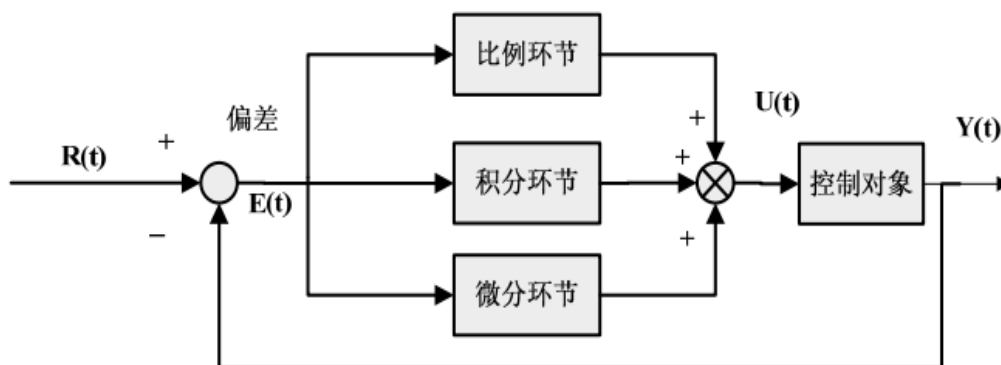 比例环节
偏差
U(t)
Y(t)
+
+
R(t)
+
积分环节
控制对象
E(t)
−
+
微分环节